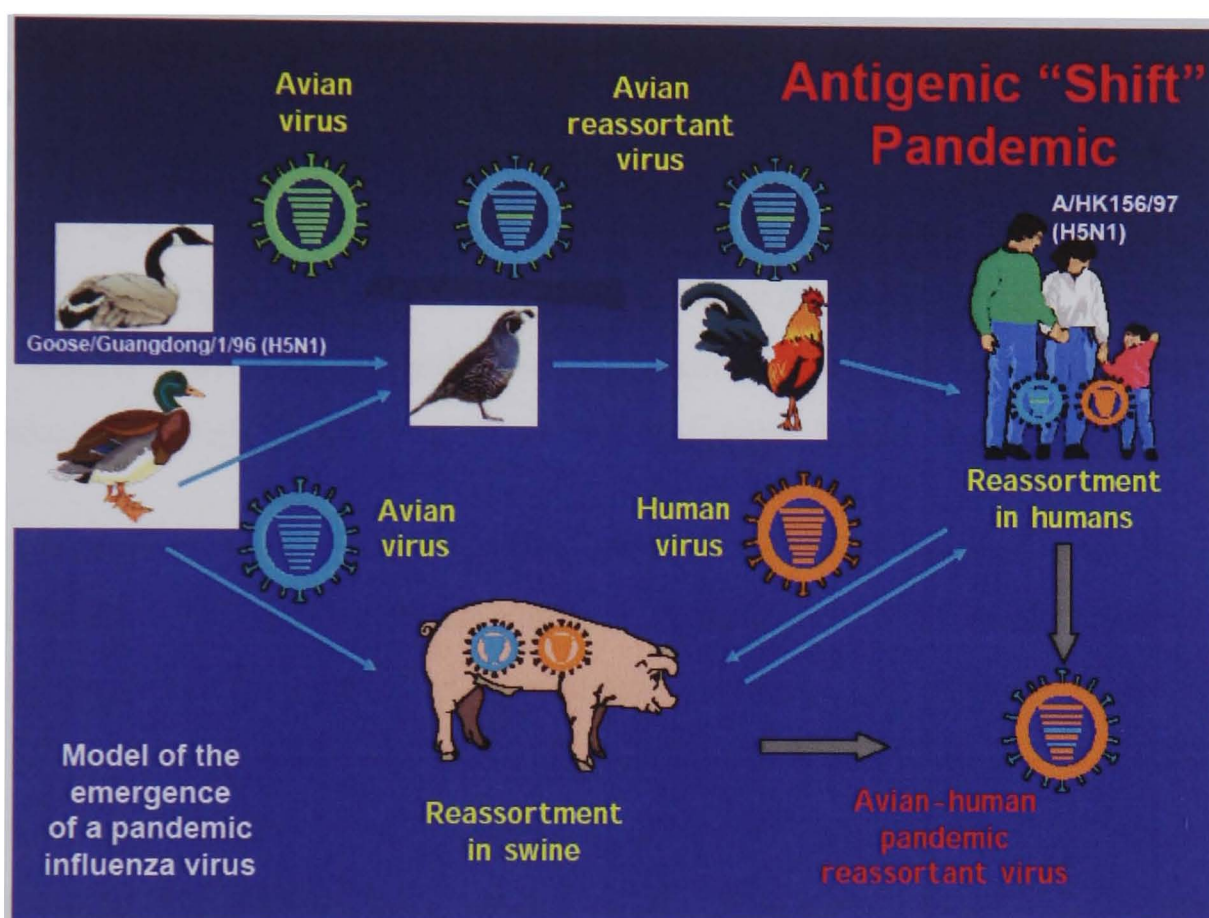 Antigenic “Shift”
Pandemic
Avian
virus
Avian
reassortant
virus
A/HK156/97
(H5N1)
Goose/Guangdong/1/96 (H5N1)
Avian
virus
Human
virus
Reassortment
in humans
Model of the
emergence
of a pandemic
influenza virus
Reassortment
in swine
Avian-human
pandemic
reassortant virus